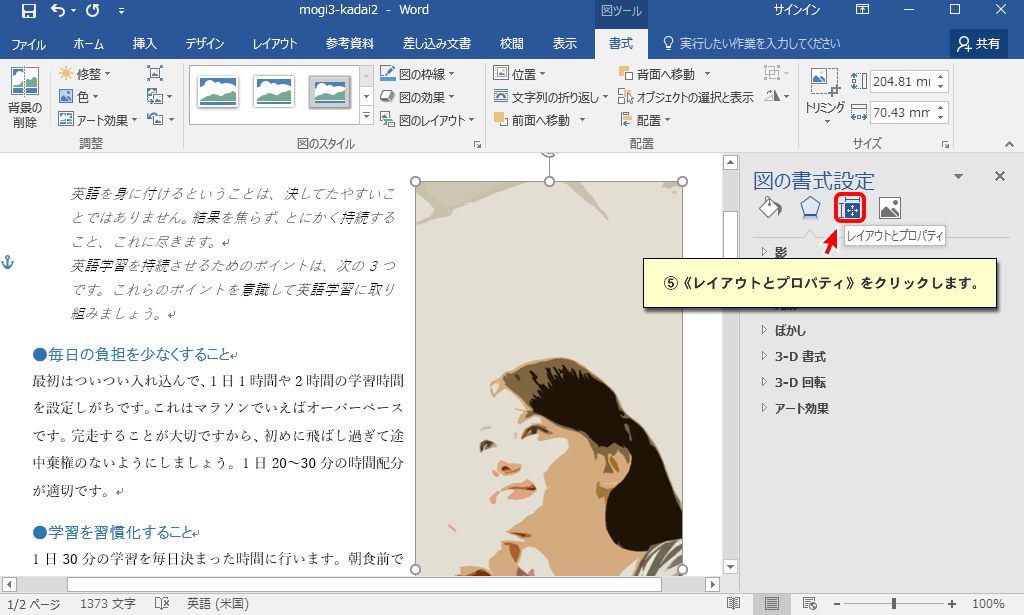 mogi3-kadai2 - Word
図ツール
サインイン
ファイル
ホーム
挿入
デザイン
レイアウト
参考資料
差し込み文書
校閲
表示
書式
実行したい作業を入力してください
共有
背景の
削除
修整
色
アート効果
調整
図の枠線
図の効果
図のレイアウト
図のスタイル
位置
文字列の折り返し
前面へ移動
背面へ移動
オブジェクトの選択と表示
配置
配置
トリミング
204.81 m
70.43 mm
サイズ
英語を身に付けるということは、決してたやすいこ
とではありません。結果を焦らず、とにかく持続する
こと、これに尽きます。
英語学習を持続させるためのポイントは、次の 3 つ
です。これらのポイントを意識して英語学習に取り
組みましょう。
●毎日の負担を少なくすること
最初はついつい入れ込んで、1 日 1 時間や 2 時間の学習時間
を設定しがちです。これはマラソンでいえばオーバーペース
です。完走することが大切ですから、初めに飛ばし過ぎて途
中棄権のないようにしましょう。1 日 20～30 分の時間配分
が適切です。
●学習を習慣化すること
1 日 30 分の学習を毎日決まった時間に行います。朝食前で
図の書式設定
レイアウトとプロパティ
影
⑤《レイアウトとプロパティ》をクリックします。
ぼかし
3-D 書式
3-D 回転
アート効果
1/2 ページ
1373 文字
英語 (米国)
100%